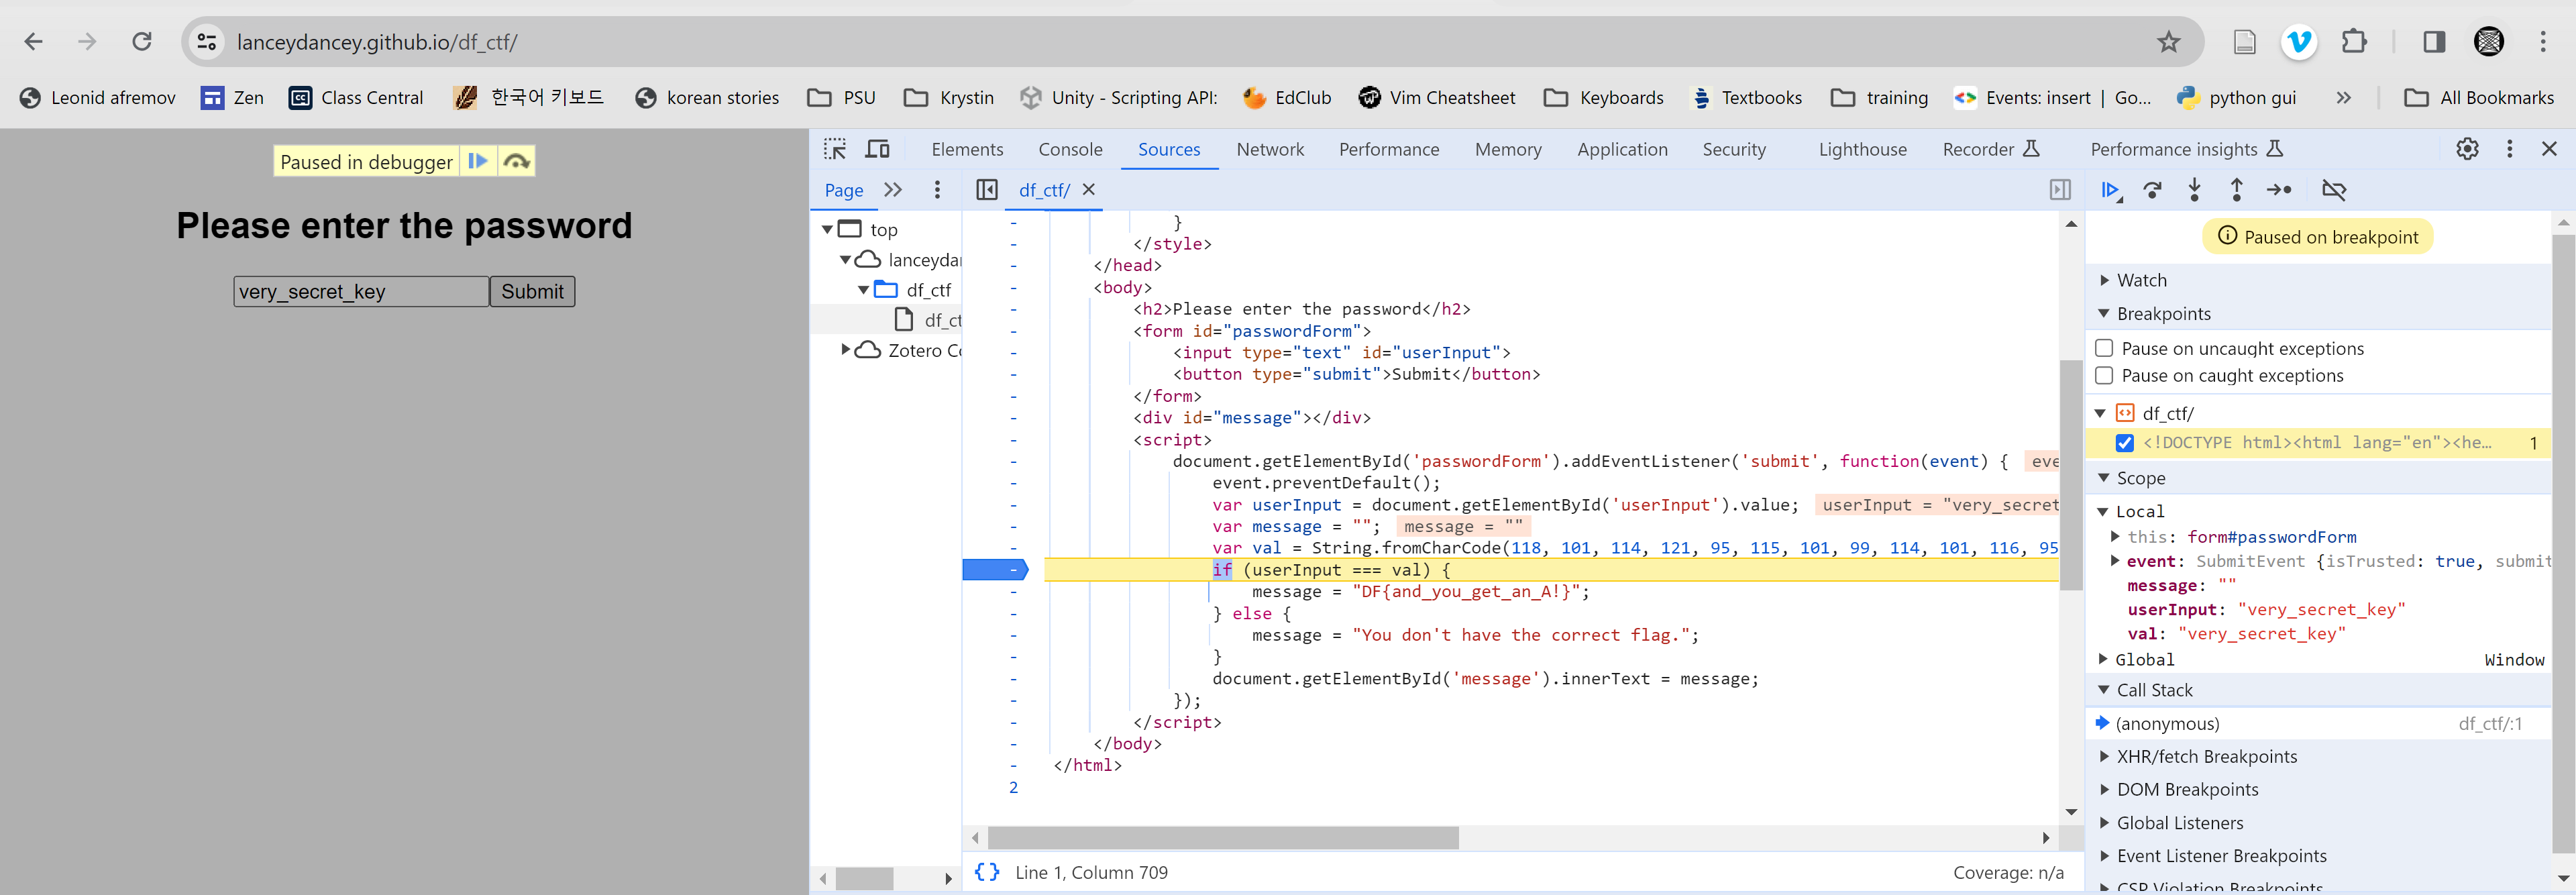 lanceydancey.github.io/df_ctf/
Leonid afremov Zen Class Central 한국어 키보드 korean stories PSU Krystin Unity - Scripting API: EdClub Vim Cheatsheet Keyboards Textbooks training Events: insert | Go... python gui » All Bookmarks
Paused in debugger
Please enter the password
very_secret_key Submit
Elements Console Sources Network Performance Memory Application Security Lighthouse Recorder Performance insights
Page » df_ctf/
top
lanceyda
df_ctf
df_ct
Zotero Co
}
</style>
</head>
<body>
<h2>Please enter the password</h2>
<form id="passwordForm">
<input type="text" id="userInput">
<button type="submit">Submit</button>
</form>
<div id="message"></div>
<script>
document.getElementById('passwordForm').addEventListener('submit', function(event) { eve
event.preventDefault();
var userInput = document.getElementById('userInput').value; userInput = "very_secret
var message = ""; message = ""
var val = String.fromCharCode(118, 101, 114, 121, 95, 115, 101, 99, 114, 101, 116, 95
if (userInput === val) {
message = "DF{and_you_get_an_A!}";
} else {
message = "You don't have the correct flag.";
}
document.getElementById('message').innerText = message;
});
</script>
</body>
</html>
2
{} Line 1, Column 709 Coverage: n/a
Paused on breakpoint
Watch
Breakpoints
Pause on uncaught exceptions
Pause on caught exceptions
df_ctf/
<!DOCTYPE html><html lang="en"><he… 1
Scope
Local
this: form#passwordForm
event: SubmitEvent {isTrusted: true, submit
message: ""
userInput: "very_secret_key"
val: "very_secret_key"
Global Window
Call Stack
(anonymous) df_ctf/:1
XHR/fetch Breakpoints
DOM Breakpoints
Global Listeners
Event Listener Breakpoints
CSP Violation Breakpoints